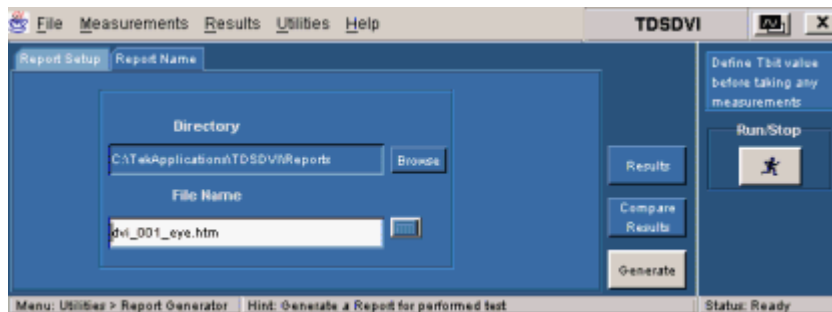 File Measurements Results Utilities Help TDSDVI X
Report Setup Report Name
Define Tbit value
before taking any
measurements
Directory
C:\TekApplications\TDSDVI\Reports Browse
File Name
dvi_001_eye.htm
Run/Stop
Results
Compare
Results
Generate
Menu: Utilities > Report Generator Hint: Generate a Report for performed test Status: Ready